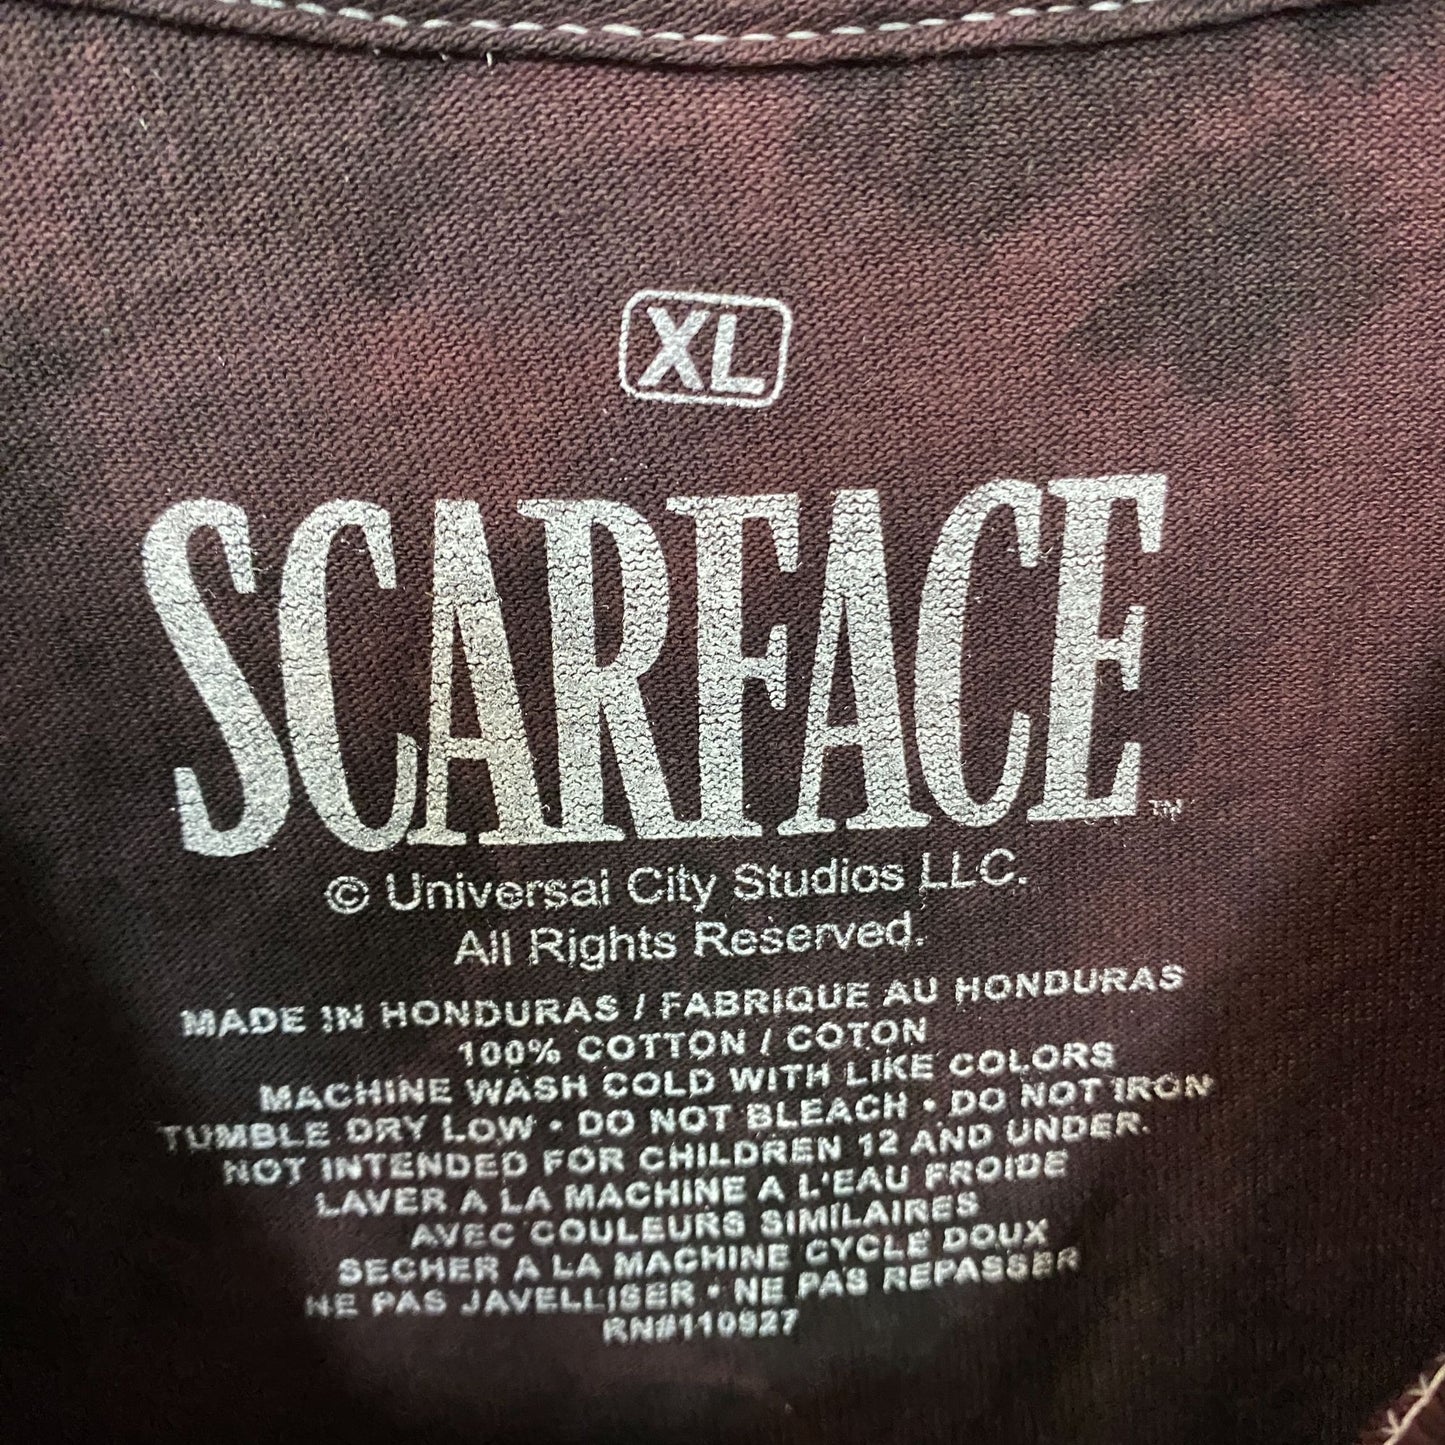 XL
SCARFACE™
© Universal City Studios LLC.
All Rights Reserved.
MADE IN HONDURAS / FABRIQUE AU HONDURAS
100% COTTON / COTON
MACHINE WASH COLD WITH LIKE COLORS
TUMBLE DRY LOW • DO NOT BLEACH • DO NOT IRON
NOT INTENDED FOR CHILDREN 12 AND UNDER.
LAVER A LA MACHINE A L'EAU FROIDE
AVEC COULEURS SIMILAIRES
SECHER A LA MACHINE CYCLE DOUX
NE PAS JAVELLISER • NE PAS REPASSER
RN#110927